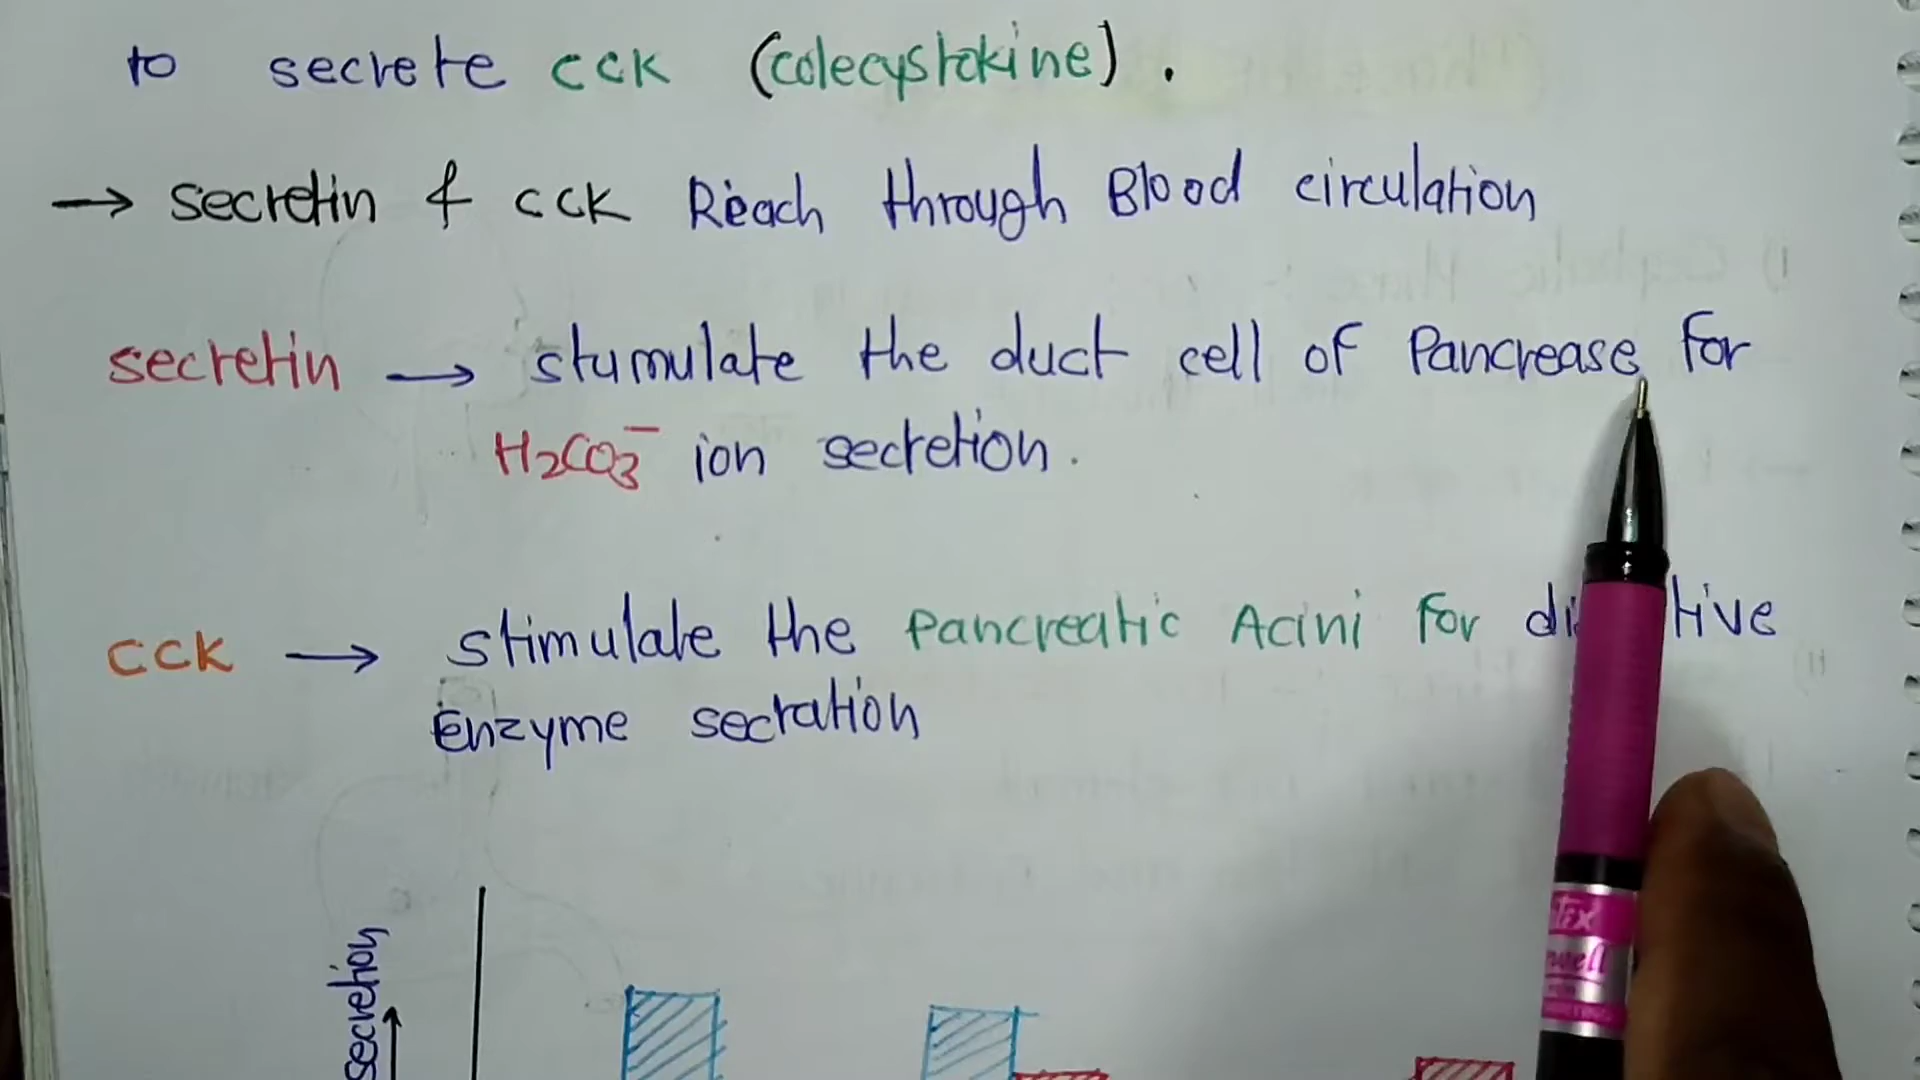 to secrete CCK (colecystokine).
→ secretin & CCK Reach through Blood circulation
secretin → stumulate the duct cell of Pancrease for
H₂CO₃⁻ ion secretion.
CCK → stimulate the Pancreatic Acini for
Enzyme secration
secretion